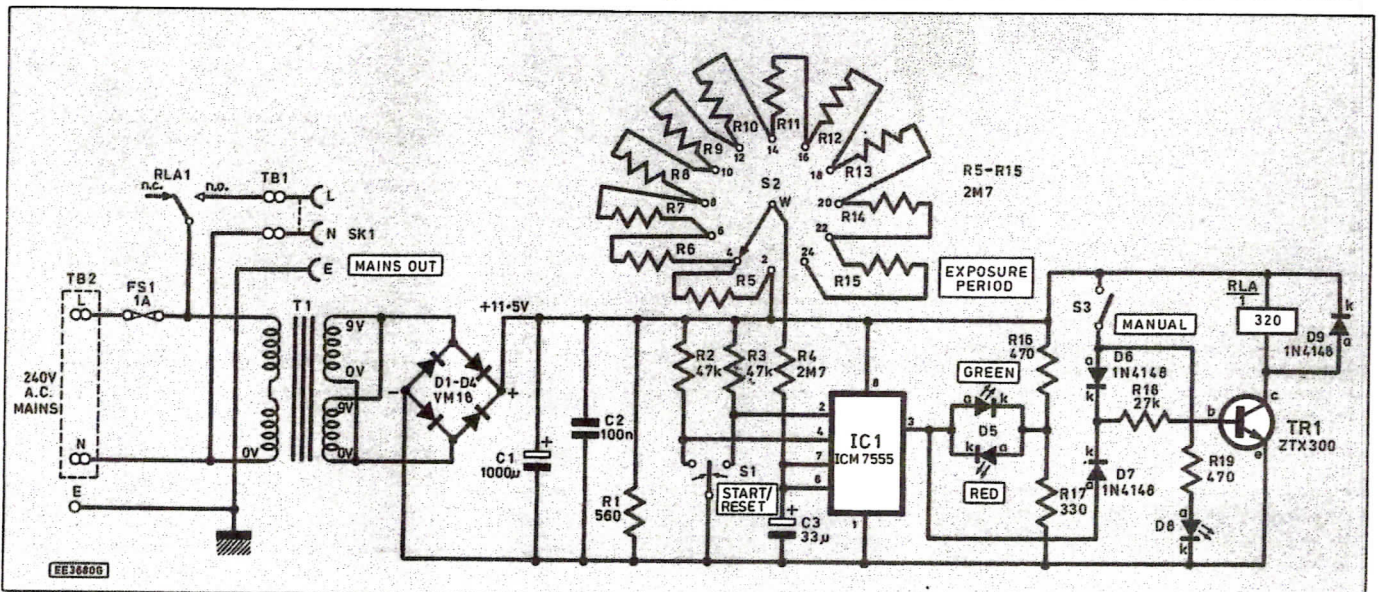 RLA1
n.c.
n.o.
TB1
L
N SK1
E
MAINS OUT
TB2
L
FS1
1A
240V
A.C.
MAINS
N
E
T1
9V
0V
9V
0V
0V
D1-D4
VM18
+11·5V
-
+
C1
1000µ
+
C2
100n
R1
560
R2
47k
R3
47k
R4
2M7
S1
START/
RESET
C3
33µ
+
S2
W
2
4
6
8
10
12
14
16
18
20
22
24
R5
R6
R7
R8
R9
R10
R11
R12
R13
R14
R15
R5-R15
2M7
EXPOSURE
PERIOD
IC1
ICM7555
8
2
4
7
6
3
1
GREEN
a
k
D5
k
a
RED
R16
470
R17
330
S3
MANUAL
a
D6
1N4148
k
R18
27k
k
D7
a
1N4148
R19
470
a
D8
k
b
c
e
TR1
ZTX300
RLA
1
320
k
D9
1N4148
a
EE3680G